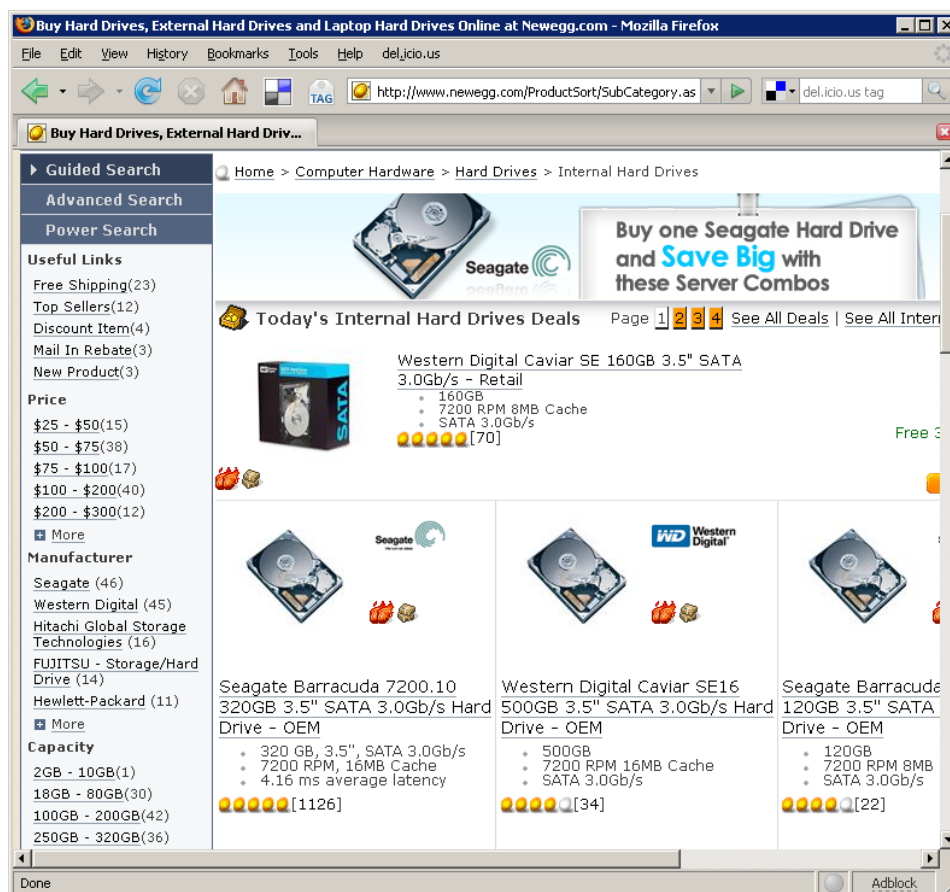 Buy Hard Drives, External Hard Drives and Laptop Hard Drives Online at Newegg.com - Mozilla Firefox
File Edit View History Bookmarks Tools Help del.icio.us
TAG http://www.newegg.com/ProductSort/SubCategory.as del.icio.us tag
Buy Hard Drives, External Hard Driv...
Guided Search
Advanced Search
Power Search
Useful Links
Free Shipping(23)
Top Sellers(12)
Discount Item(4)
Mail In Rebate(3)
New Product(3)
Price
$25 - $50(15)
$50 - $75(38)
$75 - $100(17)
$100 - $200(40)
$200 - $300(12)
More
Manufacturer
Seagate (46)
Western Digital (45)
Hitachi Global Storage
Technologies (16)
FUJITSU - Storage/Hard
Drive (14)
Hewlett-Packard (11)
More
Capacity
2GB - 10GB(1)
18GB - 80GB(30)
100GB - 200GB(42)
250GB - 320GB(36)
Home > Computer Hardware > Hard Drives > Internal Hard Drives
Seagate
Buy one Seagate Hard Drive
and Save Big with
these Server Combos
Today's Internal Hard Drives Deals Page 1 2 3 4 See All Deals | See All Intern
SATA
Western Digital Caviar SE 160GB 3.5" SATA
3.0Gb/s - Retail
160GB
7200 RPM 8MB Cache
SATA 3.0Gb/s
[70]
Free 3
Seagate
Seagate Barracuda 7200.10
320GB 3.5" SATA 3.0Gb/s Hard
Drive - OEM
320 GB, 3.5", SATA 3.0Gb/s
7200 RPM, 16MB Cache
4.16 ms average latency
[1126]
WD Western
Digital
Western Digital Caviar SE16
500GB 3.5" SATA 3.0Gb/s Hard
Drive - OEM
500GB
7200 RPM 16MB Cache
SATA 3.0Gb/s
[34]
Seagate Barracuda
120GB 3.5" SATA
Drive - OEM
120GB
7200 RPM 8MB
SATA 3.0Gb/s
[22]
Done Adblock